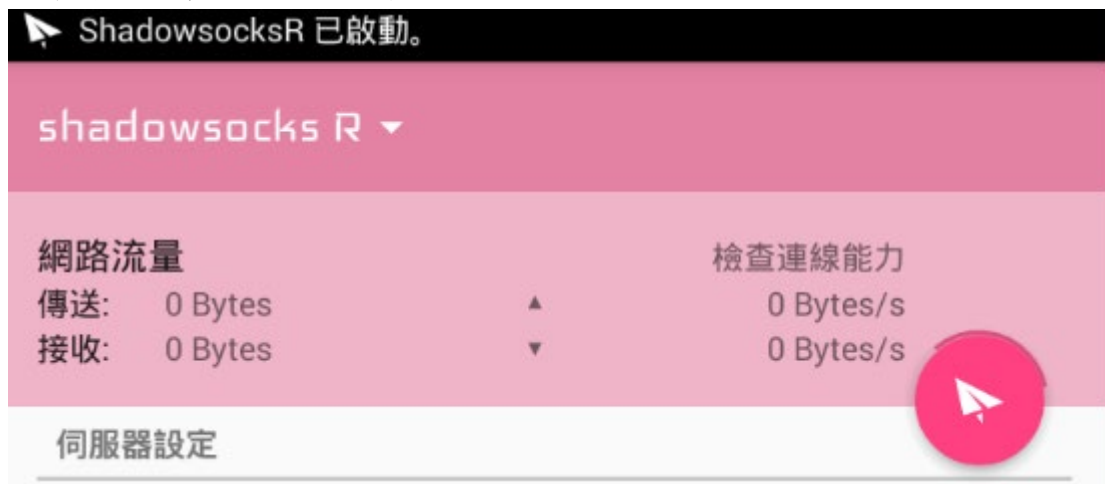 ShadowsocksR 已啟動。
shadowsocks R
網路流量 檢查連線能力
傳送: 0 Bytes ▲ 0 Bytes/s
接收: 0 Bytes ▼ 0 Bytes/s
伺服器設定